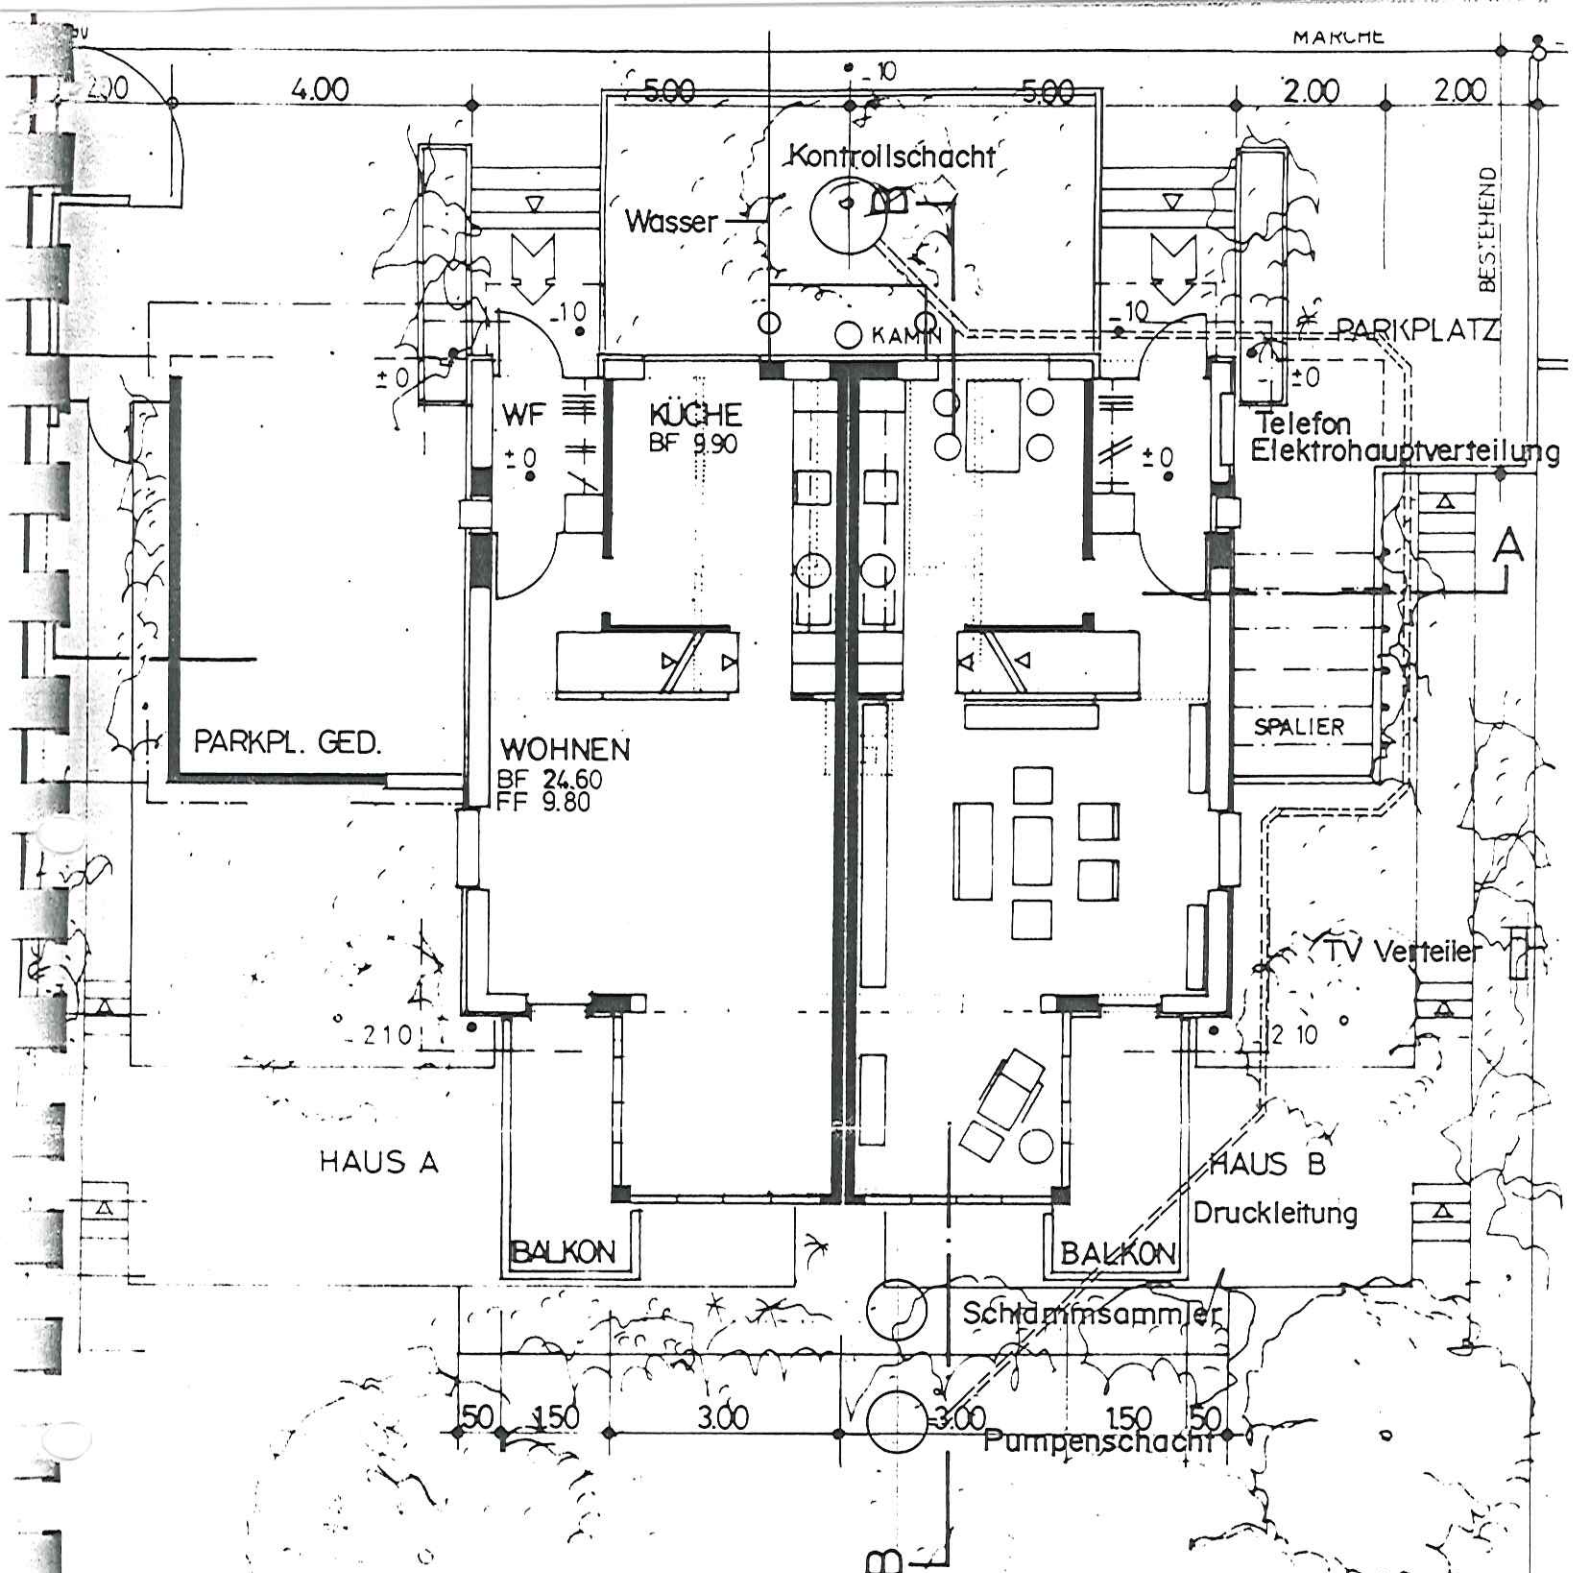 MARCHE
2.00 4.00 5.00 5.00 2.00 2.00
-10
Kontrollschacht
B
Wasser
BESTEHEND
-10
-10
KAMIN
PARKPLATZ
±0
±0
WF
KÜCHE
BF 9.90
Telefon
Elektrohauptverteilung
±0
±0
A
PARKPL. GED.
WOHNEN
BF 24.60
FF 9.80
SPALIER
TV Verteiler
-210
210
HAUS A
HAUS B
Druckleitung
BALKON
BALKON
Schlammsammler
50 150 3.00 3.00 150 50
Pumpenschacht
B